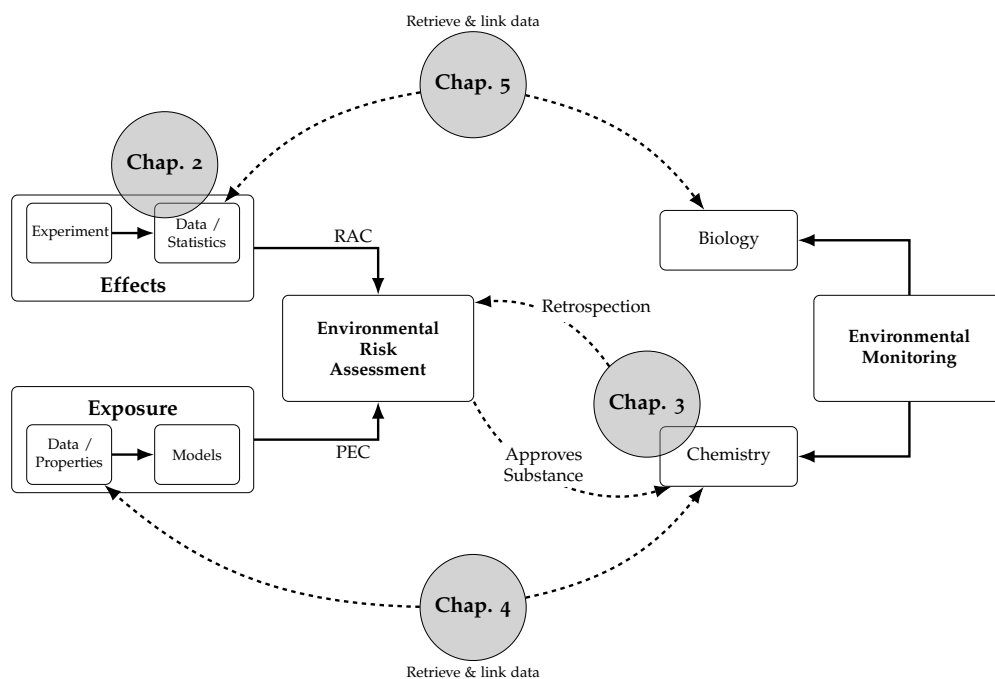 Retrieve & link data
Chap. 5
Chap. 2
Experiment
Data /
Statistics
Effects
RAC
Biology
Environmental
Risk
Assessment
Retrospection
Environmental
Monitoring
Exposure
Data /
Properties
Models
PEC
Chap. 3
Chemistry
Approves
Substance
Chap. 4
Retrieve & link data